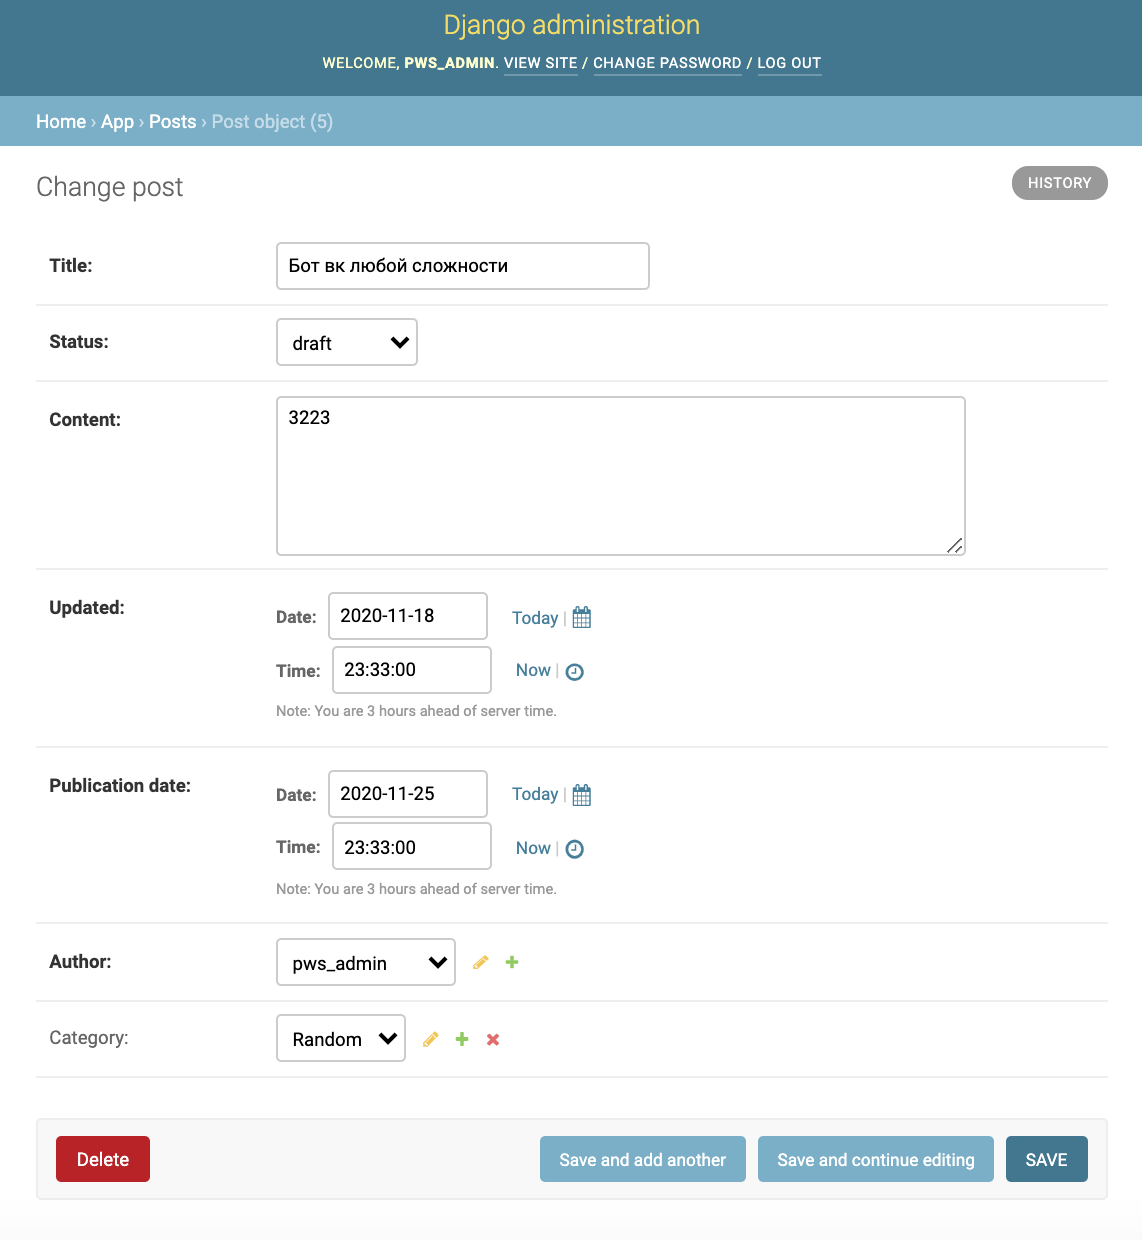 Django administration
WELCOME, PWS_ADMIN. VIEW SITE / CHANGE PASSWORD / LOG OUT
Home › App › Posts › Post object (5)
Change post
HISTORY
Title:
Бот вк любой сложности
Status:
draft
Content:
3223
Updated:
Date: 2020-11-18 Today |
Time: 23:33:00 Now |
Note: You are 3 hours ahead of server time.
Publication date:
Date: 2020-11-25 Today |
Time: 23:33:00 Now |
Note: You are 3 hours ahead of server time.
Author:
pws_admin
Category:
Random
Delete
Save and add another
Save and continue editing
SAVE